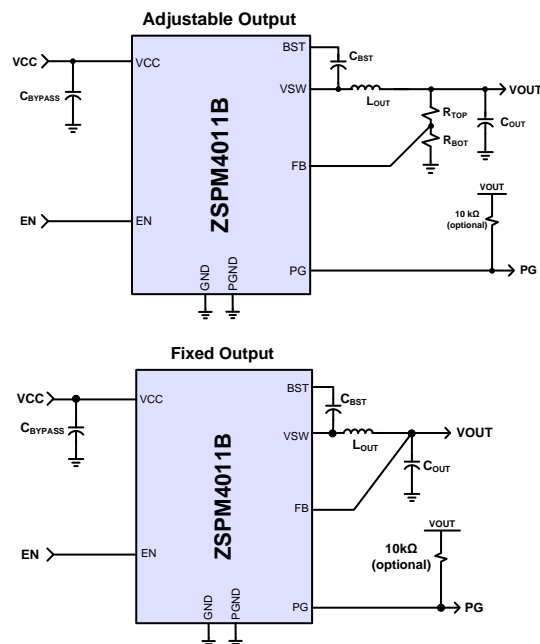 Adjustable Output
BST
CBST
VCC
VCC
VSW
VOUT
LOUT
CBYPASS
RTOP
COUT
RBOT
ZSPM4011B
FB
VOUT
10 kΩ
(optional)
EN
EN
PG
PG
GND
PGND
Fixed Output
BST
CBST
VCC
VCC
VSW
VOUT
LOUT
CBYPASS
COUT
ZSPM4011B
FB
VOUT
10kΩ
(optional)
EN
EN
PG
PG
GND
PGND